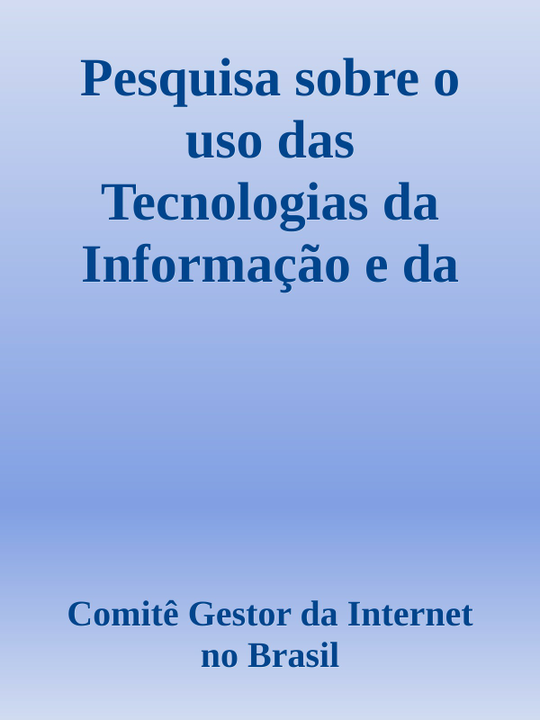 Pesquisa sobre o
uso das
Tecnologias da
Informação e da
Comitê Gestor da Internet
no Brasil